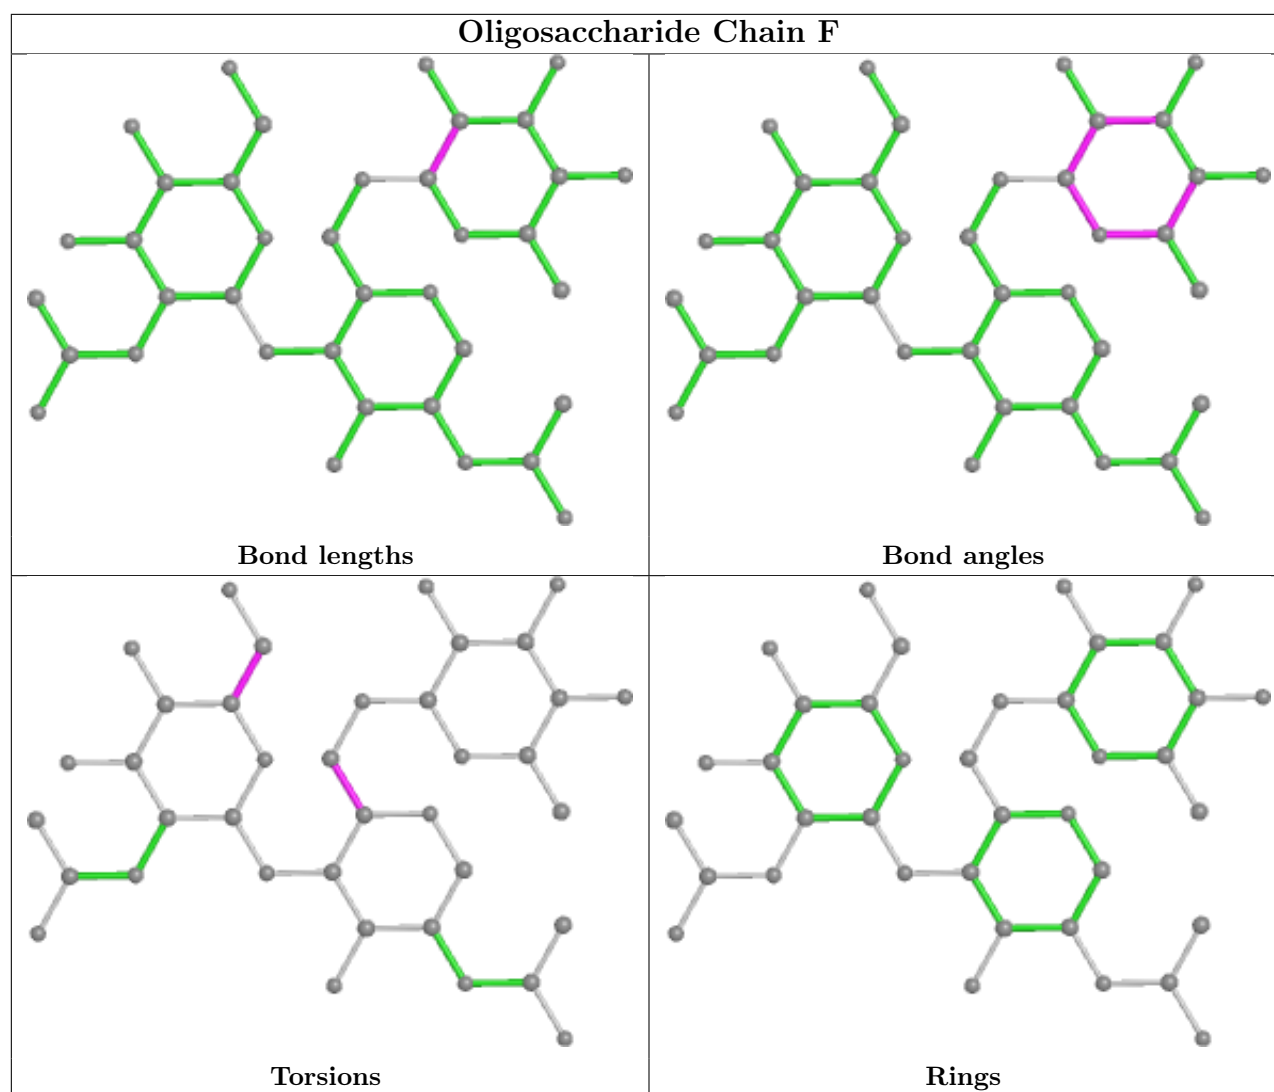 Oligosaccharide Chain F
Bond lengths
Bond angles
Torsions
Rings